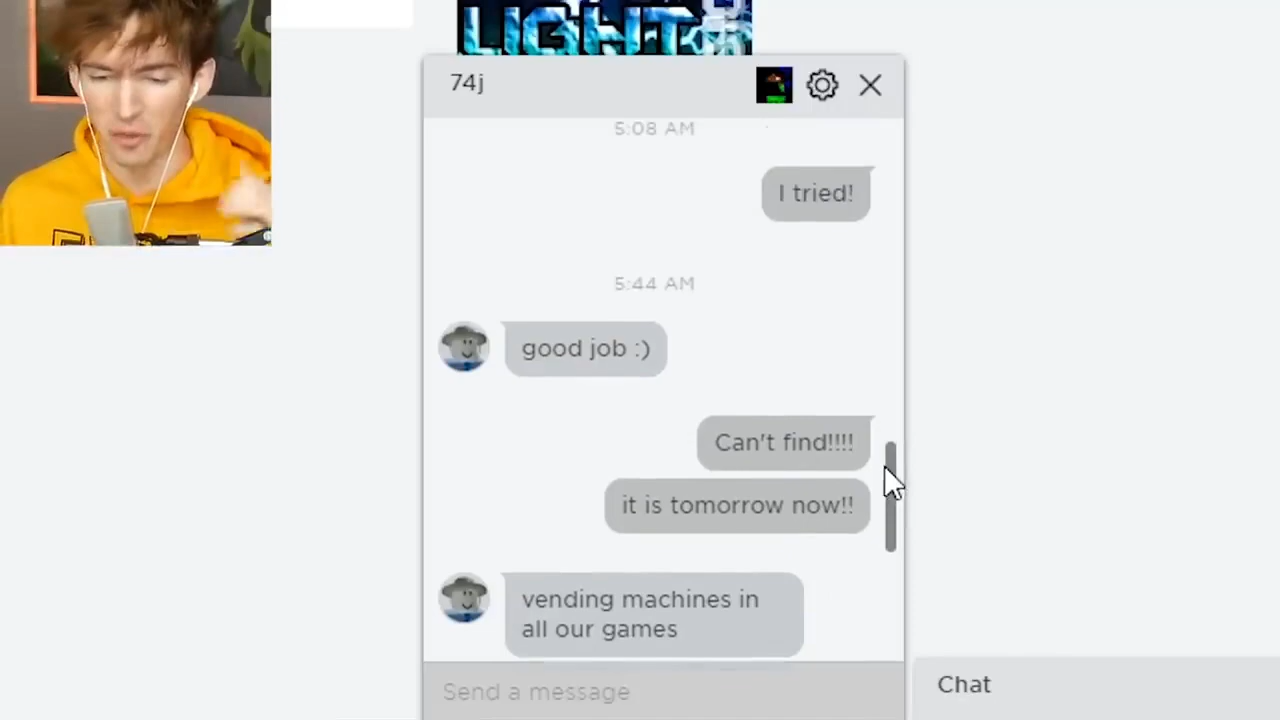 LIGHT
74j
5:08 AM
I tried!
5:44 AM
good job :)
Can't find!!!!
it is tomorrow now!!
vending machines in
all our games
Send a message
Chat